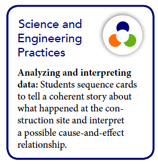 Science and
Engineering
Practices
Analyzing and interpreting
data: Students sequence cards
to tell a coherent story about
what happened at the con-
struction site and interpret
a possible cause-and-effect
relationship.